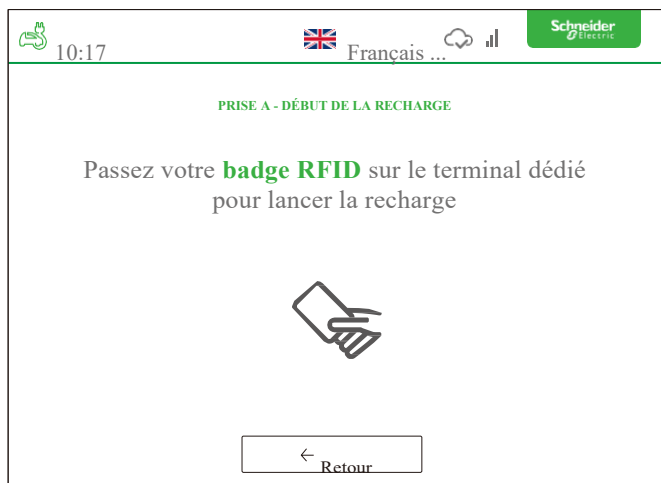 10:17
Français ...
Schneider
Electric
PRISE A - DÉBUT DE LA RECHARGE
Passez votre badge RFID sur le terminal dédié
pour lancer la recharge
← Retour